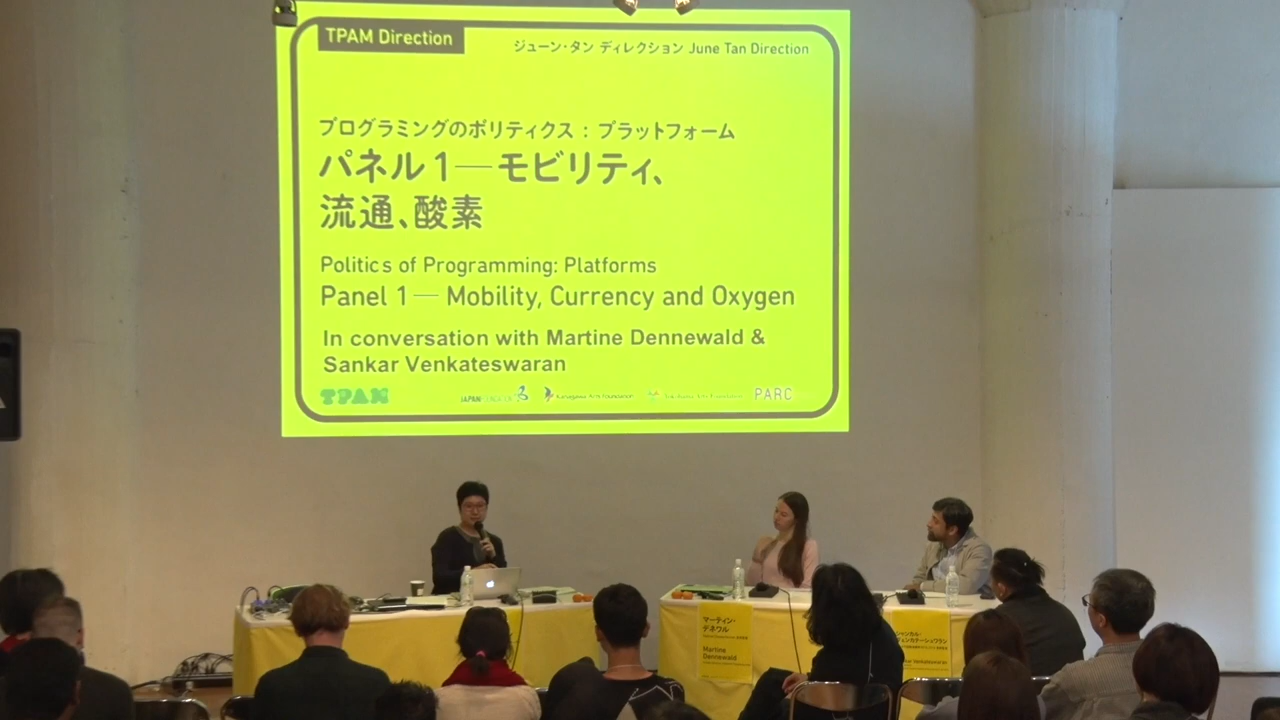 TPAM Direction
ジューン・タン ディレクション June Tan Direction
プログラミングのポリティクス：プラットフォーム
パネル1―モビリティ、
流通、酸素
Politics of Programming: Platforms
Panel 1― Mobility, Currency and Oxygen
In conversation with Martine Dennewald &
Sankar Venkateswaran
TPAM
PARC
マーティン・
デネワル
Martine
Dennewald
Venkateswaran